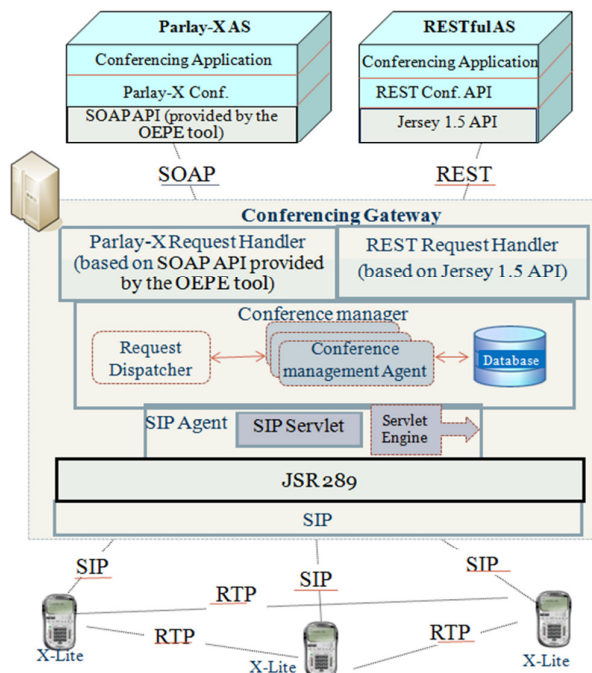 Parlay-X AS
Conferencing Application
Parlay-X Conf.
SOAP API (provided by the
OEPE tool)
RESTful AS
Conferencing Application
REST Conf. API
Jersey 1.5 API
SOAP
REST
Conferencing Gateway
Parlay-X Request Handler
(based on SOAP API provided
by the OEPE tool)
REST Request Handler
(based on Jersey 1.5 API)
Conference manager
Request
Dispatcher
Conference
management Agent
Database
SIP Agent
SIP Servlet
Servlet
Engine
JSR 289
SIP
SIP
SIP
SIP
RTP
RTP
RTP
X-Lite
X-Lite
X-Lite